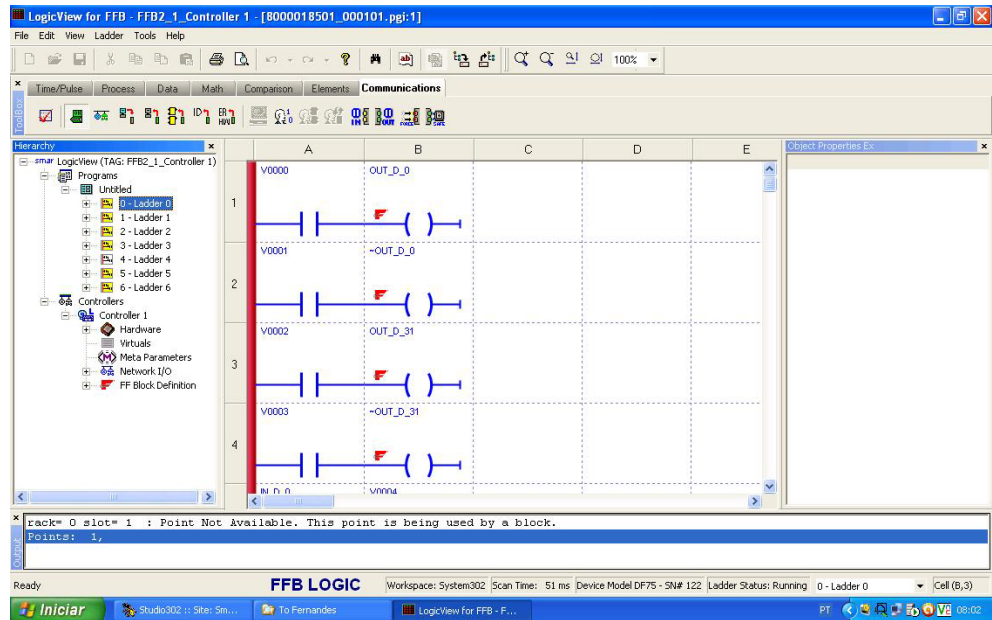 LogicView for FFB - FFB2_1_Controller 1 - [8000018501_000101.pgi:1]
File Edit View Ladder Tools Help
100%
Time/Pulse Process Data Math Comparison Elements Communications
ToolBox
Hierarchy
smar LogicView (TAG: FFB2_1_Controller 1)
Programs
Untitled
0 - Ladder 0
1 - Ladder 1
2 - Ladder 2
3 - Ladder 3
4 - Ladder 4
5 - Ladder 5
6 - Ladder 6
Controllers
Controller 1
Hardware
Virtuals
Meta Parameters
Network I/O
FF Block Definition
A B C D E
1
V0000 OUT_D_0
2
V0001 ~OUT_D_0
3
V0002 OUT_D_31
4
V0003 ~OUT_D_31
IN_D_0 V0004
Object Properties Ex
Output
rack= 0 slot= 1 : Point Not Available. This point is being used by a block.
Points: 1,
Ready FFB LOGIC Workspace: System302 Scan Time: 51 ms Device Model DF75 - SN# 122 Ladder Status: Running 0 - Ladder 0 Cell (B,3)
Iniciar Studio302 :: Site: Sm... To Fernandes LogicView for FFB - F... PT 08:02